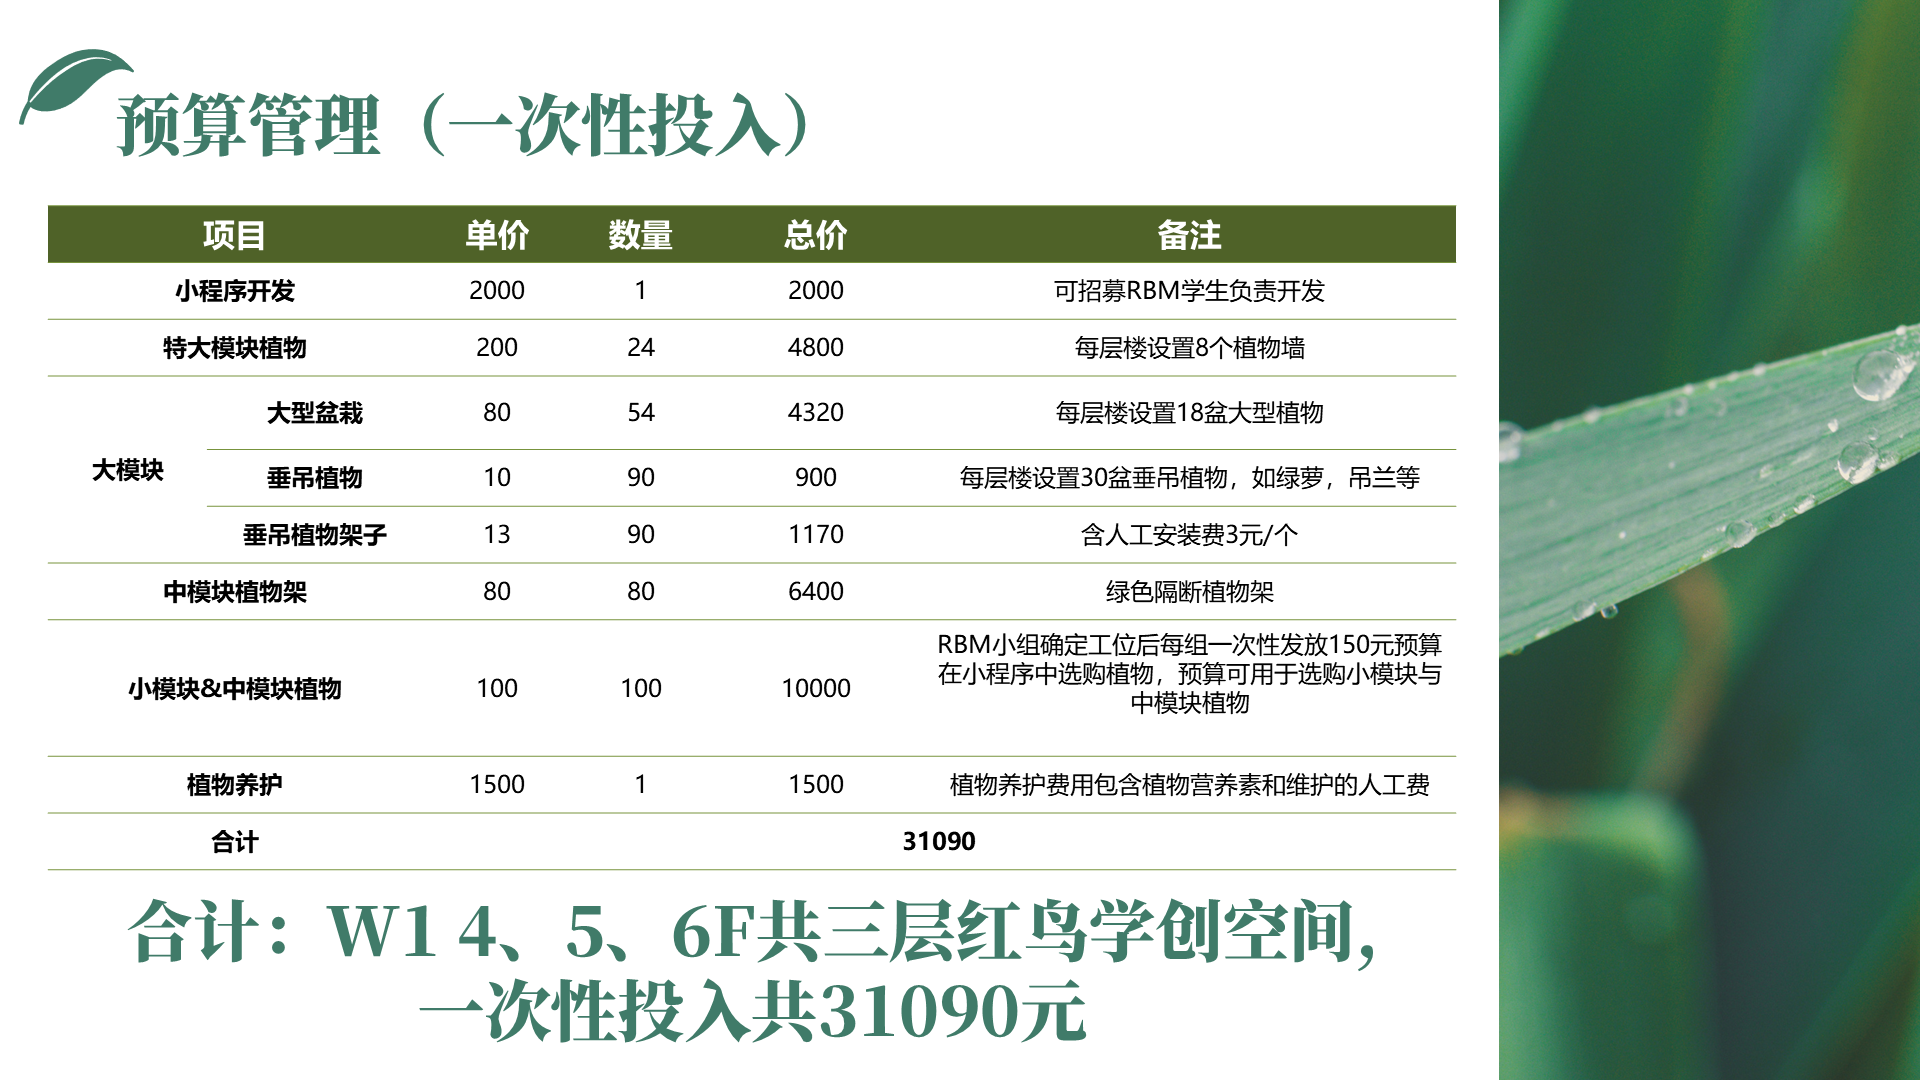 预算管理（一次性投入）
项目 单价 数量 总价 备注
小程序开发 2000 1 2000 可招募RBM学生负责开发
特大模块植物 200 24 4800 每层楼设置8个植物墙
大模块
大型盆栽 80 54 4320 每层楼设置18盆大型植物
垂吊植物 10 90 900 每层楼设置30盆垂吊植物，如绿萝，吊兰等
垂吊植物架子 13 90 1170 含人工安装费3元/个
中模块植物架 80 80 6400 绿色隔断植物架
小模块&中模块植物 100 100 10000
RBM小组确定工位后每组一次性发放150元预算
在小程序中选购植物，预算可用于选购小模块与
中模块植物
植物养护 1500 1 1500 植物养护费用包含植物营养素和维护的人工费
合计 31090
合计：W1 4、5、6F共三层红鸟学创空间，
一次性投入共31090元